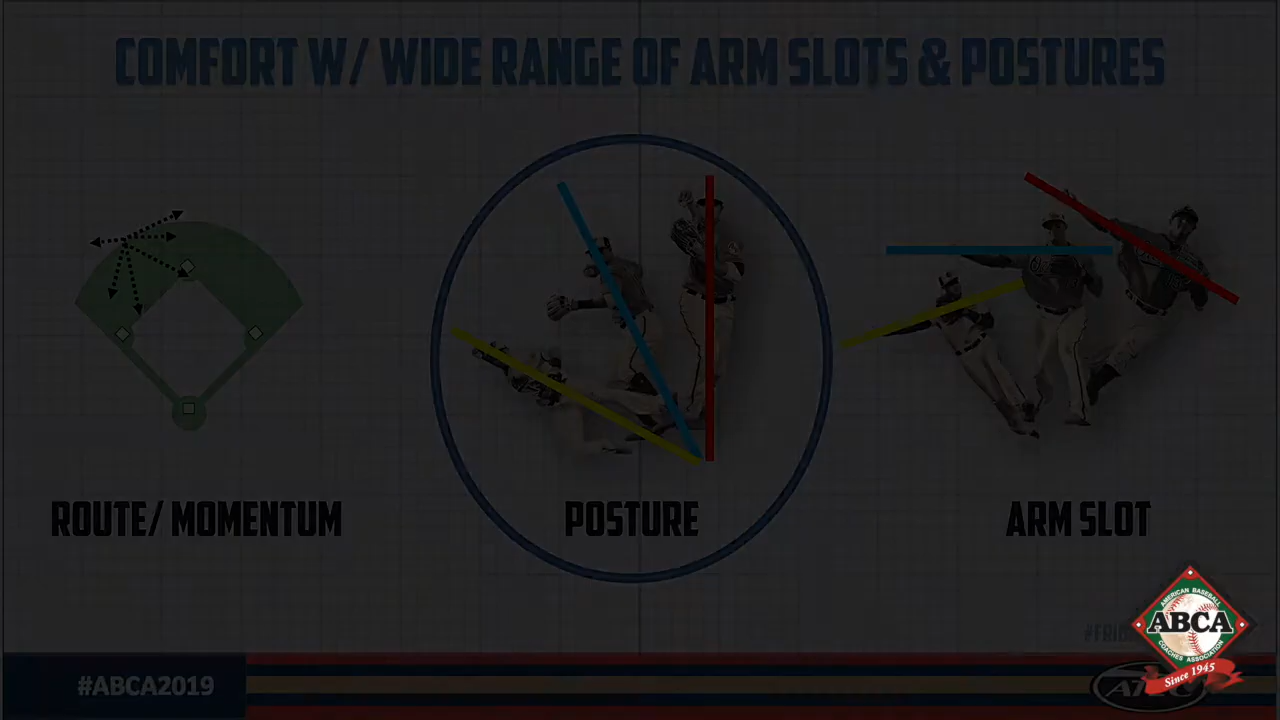 COMFORT W/ WIDE RANGE OF ARM SLOTS & POSTURES
ROUTE/ MOMENTUM
POSTURE
ARM SLOT
AMERICAN BASEBALL
ABCA
COACHES ASSOCIATION
Since 1945
#ABCA2019